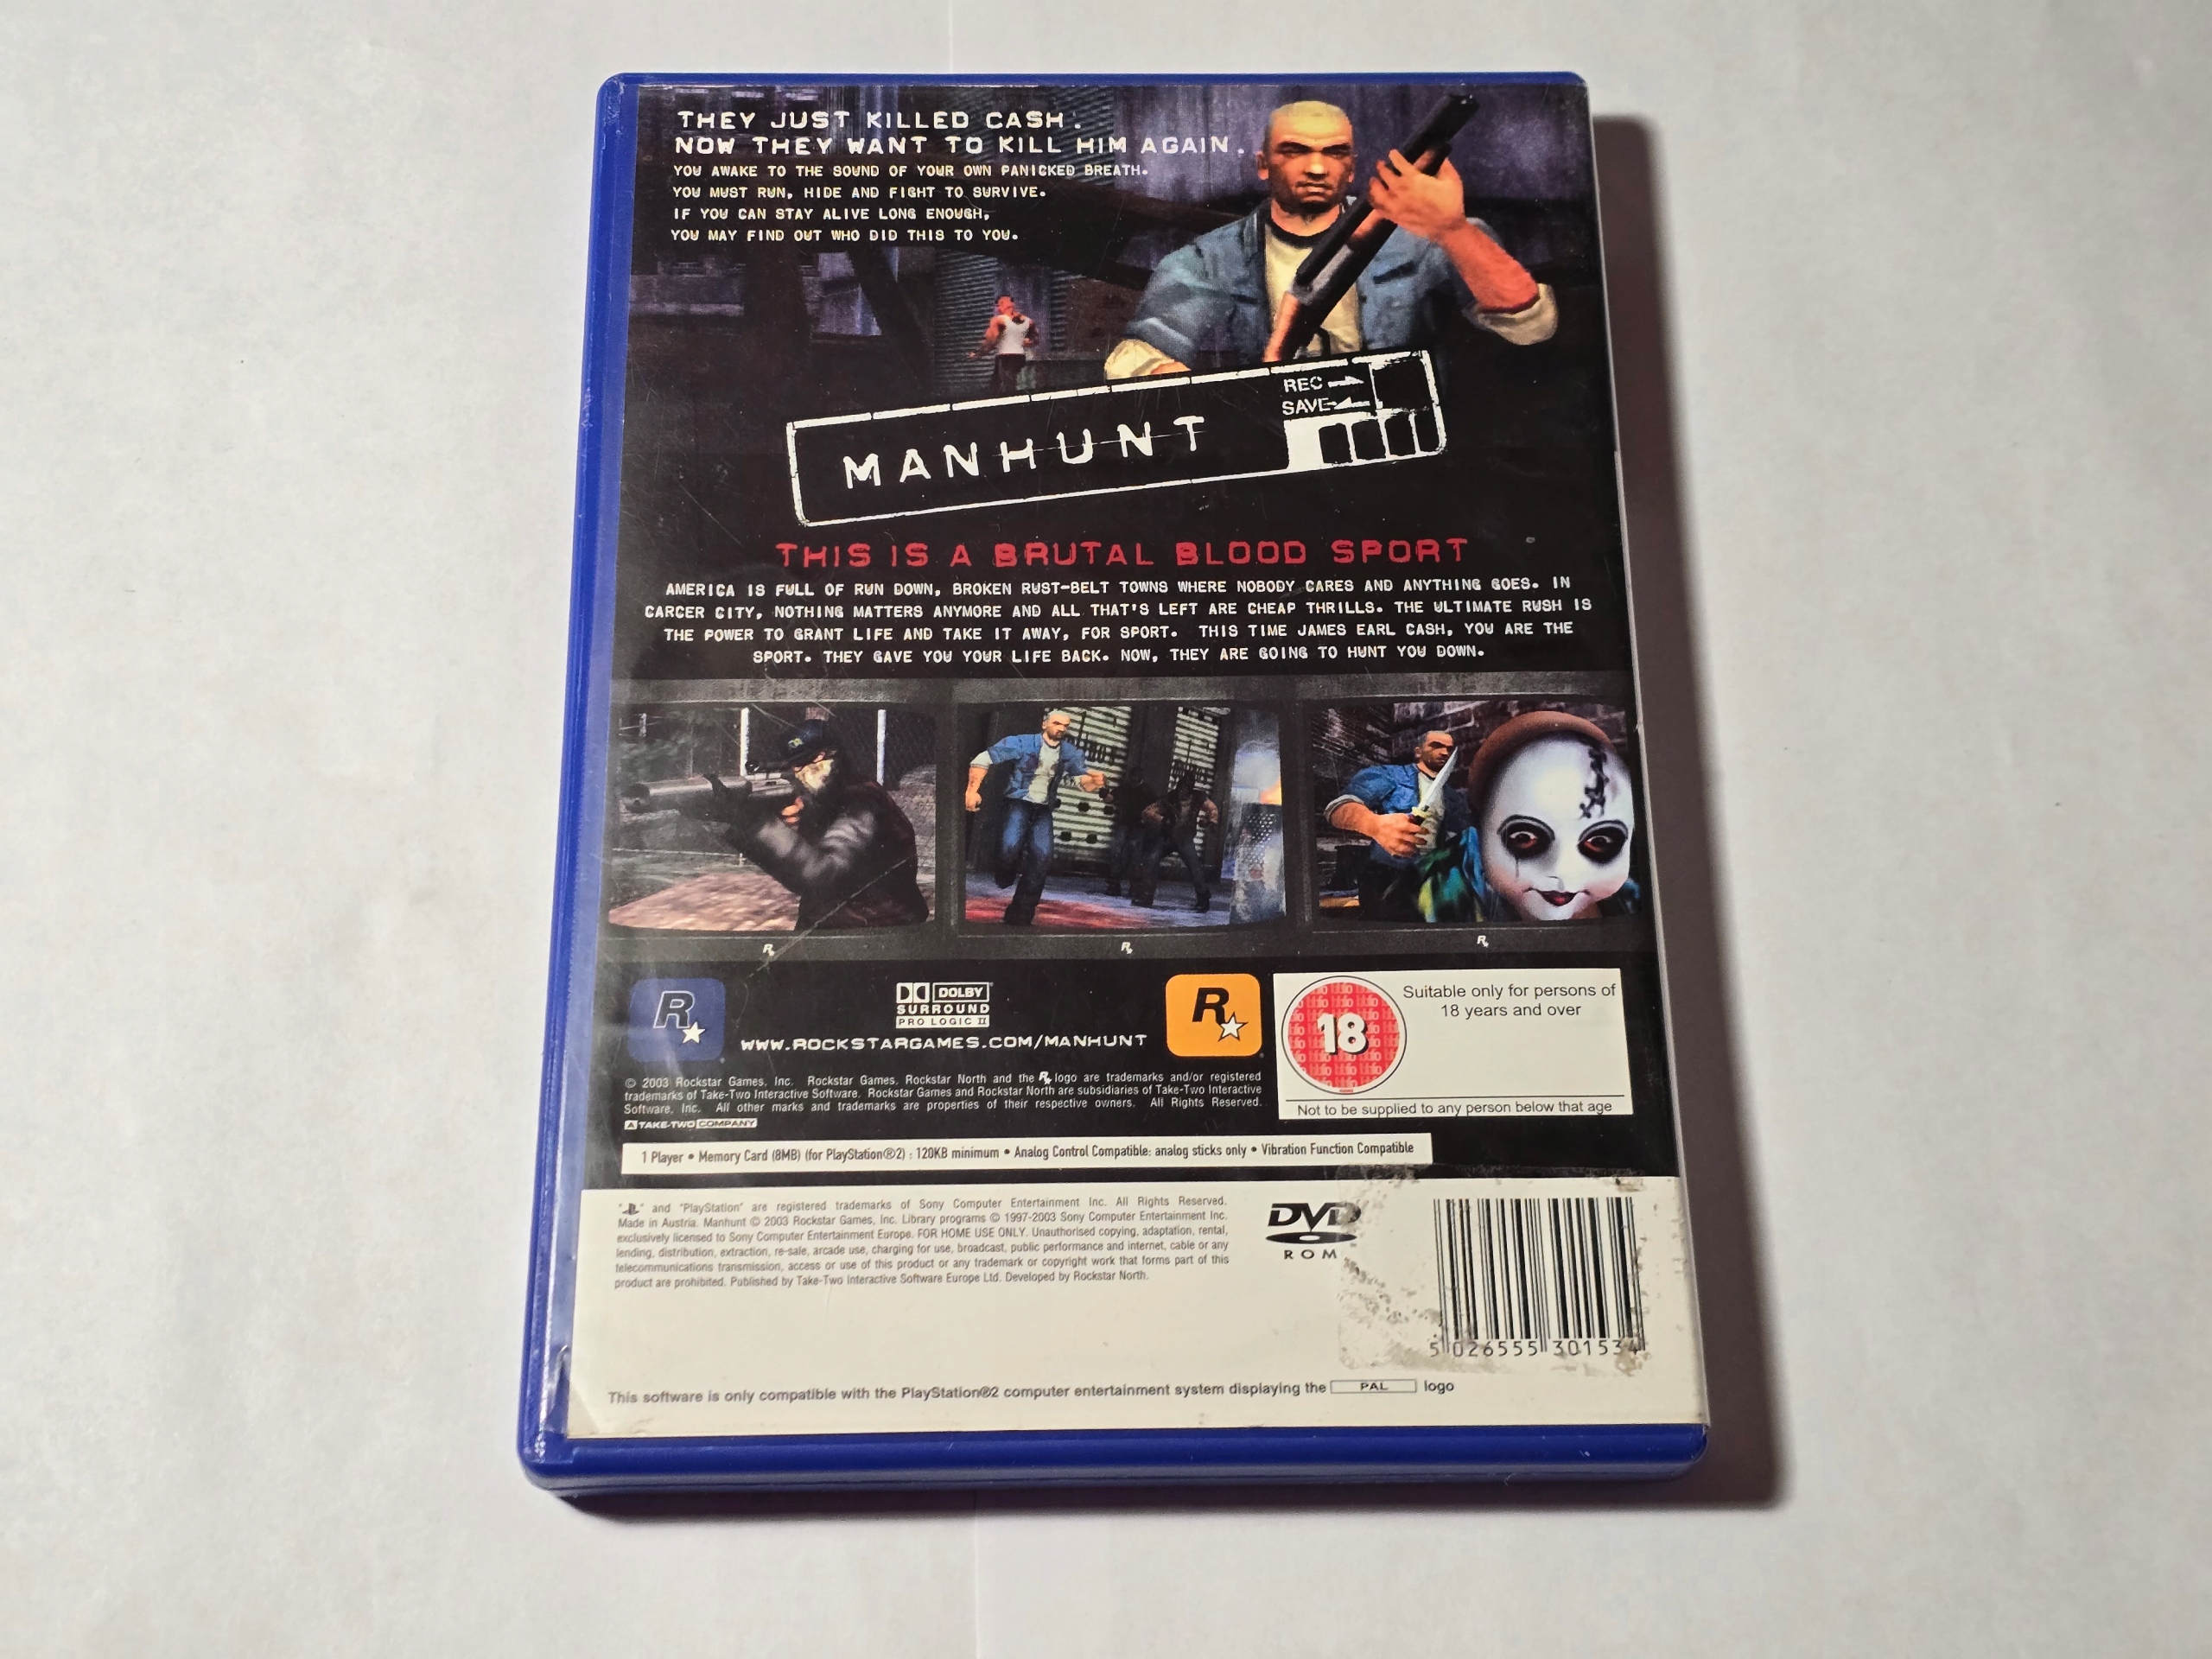 THEY JUST KILLED CASH.
NOW THEY WANT TO KILL HIM AGAIN.
YOU AWAKE TO THE SOUND OF YOUR OWN PANICKED BREATH.
YOU MUST RUN, HIDE AND FIGHT TO SURVIVE.
IF YOU CAN STAY ALIVE LONG ENOUGH,
YOU MAY FIND OUT WHO DID THIS TO YOU.
REC
SAVE
MANHUNT
THIS IS A BRUTAL BLOOD SPORT
AMERICA IS FULL OF RUN DOWN, BROKEN RUST-BELT TOWNS WHERE NOBODY CARES AND ANYTHING GOES. IN
CARCER CITY, NOTHING MATTERS ANYMORE AND ALL THAT'S LEFT ARE CHEAP THRILLS. THE ULTIMATE RUSH IS
THE POWER TO GRANT LIFE AND TAKE IT AWAY, FOR SPORT. THIS TIME JAMES EARL CASH, YOU ARE THE
SPORT. THEY GAVE YOU YOUR LIFE BACK. NOW, THEY ARE GOING TO HUNT YOU DOWN.
R R R
R
DOLBY
SURROUND
PRO LOGIC II
WWW.ROCKSTARGAMES.COM/MANHUNT
R
18
Suitable only for persons of
18 years and over
Not to be supplied to any person below that age
© 2003 Rockstar Games, Inc. Rockstar Games, Rockstar North and the R logo are trademarks and/or registered
trademarks of Take-Two Interactive Software. Rockstar Games and Rockstar North are subsidiaries of Take-Two Interactive
Software, Inc. All other marks and trademarks are properties of their respective owners. All Rights Reserved.
A TAKE-TWO COMPANY
1 Player • Memory Card (8MB) (for PlayStation®2) : 120KB minimum • Analog Control Compatible: analog sticks only • Vibration Function Compatible
" " and "PlayStation" are registered trademarks of Sony Computer Entertainment Inc. All Rights Reserved.
Made in Austria. Manhunt © 2003 Rockstar Games, Inc. Library programs © 1997-2003 Sony Computer Entertainment Inc.
exclusively licensed to Sony Computer Entertainment Europe. FOR HOME USE ONLY. Unauthorised copying, adaptation, rental,
lending, distribution, extraction, re-sale, arcade use, charging for use, broadcast, public performance and internet, cable or any
telecommunications transmission, access or use of this product or any trademark or copyright work that forms part of this
product are prohibited. Published by Take-Two Interactive Software Europe Ltd. Developed by Rockstar North.
DVD
ROM
5 026555 301534
This software is only compatible with the PlayStation®2 computer entertainment system displaying the PAL logo